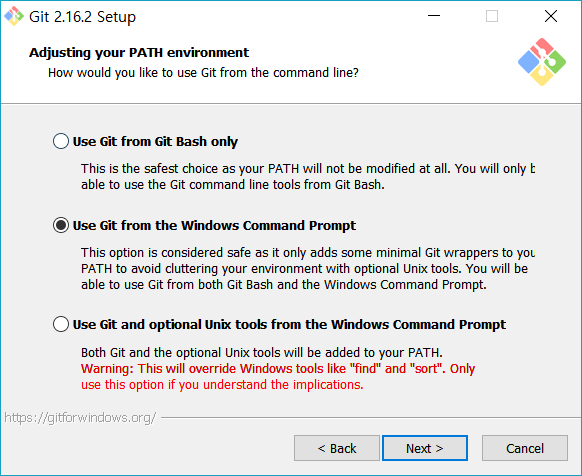 Git 2.16.2 Setup
Adjusting your PATH environment
How would you like to use Git from the command line?
Use Git from Git Bash only
This is the safest choice as your PATH will not be modified at all. You will only
able to use the Git command line tools from Git Bash.
Use Git from the Windows Command Prompt
This option is considered safe as it only adds some minimal Git wrappers to you
PATH to avoid cluttering your environment with optional Unix tools. You will be
able to use Git from both Git Bash and the Windows Command Prompt.
Use Git and optional Unix tools from the Windows Command Prompt
Both Git and the optional Unix tools will be added to your PATH.
Warning: This will override Windows tools like "find" and "sort". Only
use this option if you understand the implications.
https://gitforwindows.org/
< Back
Next >
Cancel